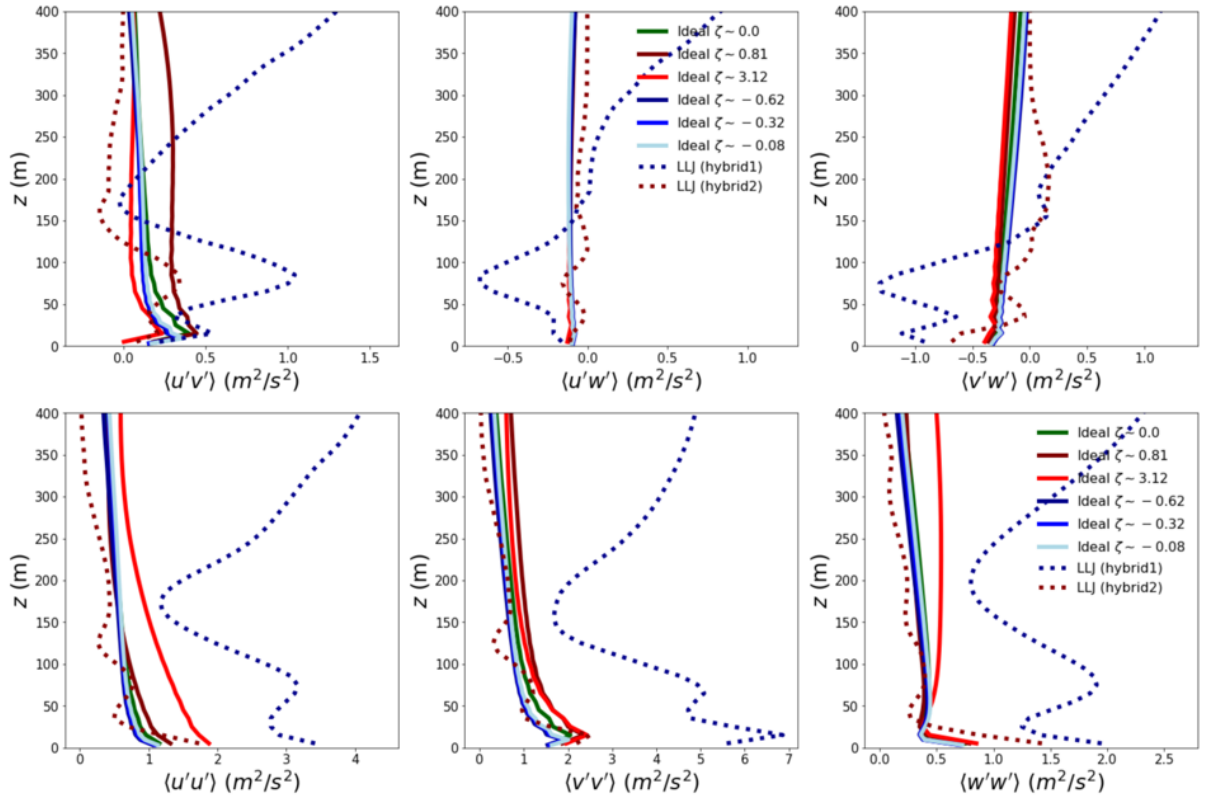 400
350
300
250
200
150
100
50
0
z (m)
0.0 0.5 1.0 1.5
⟨u′v′⟩ (m²/s²)
400
350
300
250
200
150
100
50
0
z (m)
−0.5 0.0 0.5 1.0
⟨u′w′⟩ (m²/s²)
Ideal ζ∼0.0
Ideal ζ∼0.81
Ideal ζ∼3.12
Ideal ζ∼−0.62
Ideal ζ∼−0.32
Ideal ζ∼−0.08
LLJ (hybrid1)
LLJ (hybrid2)
400
350
300
250
200
150
100
50
0
z (m)
−1.0 −0.5 0.0 0.5 1.0
⟨v′w′⟩ (m²/s²)
400
350
300
250
200
150
100
50
0
z (m)
0 1 2 3 4
⟨u′u′⟩ (m²/s²)
400
350
300
250
200
150
100
50
0
z (m)
0 1 2 3 4 5 6 7
⟨v′v′⟩ (m²/s²)
400
350
300
250
200
150
100
50
0
z (m)
0.0 0.5 1.0 1.5 2.0 2.5
⟨w′w′⟩ (m²/s²)
Ideal ζ∼0.0
Ideal ζ∼0.81
Ideal ζ∼3.12
Ideal ζ∼−0.62
Ideal ζ∼−0.32
Ideal ζ∼−0.08
LLJ (hybrid1)
LLJ (hybrid2)